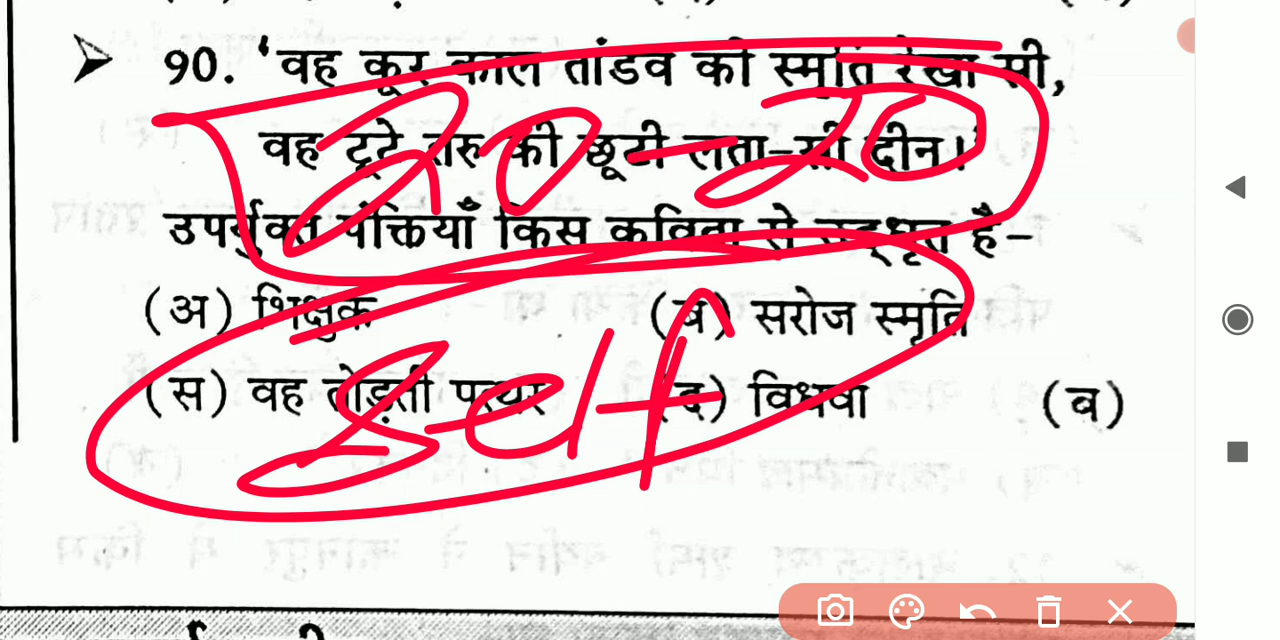 90. 'वह क्रूर काल तांडव की स्मृति रेखा सी,
वह टूटे तरु की छूटी लता-सी दीन।'
उपर्युक्त पंक्तियाँ किस कविता से उद्धृत है-
(अ) भिक्षुक (ब) सरोज स्मृति
(स) वह तोड़ती पत्थर (द) विधवा (ब)
20-20
Self